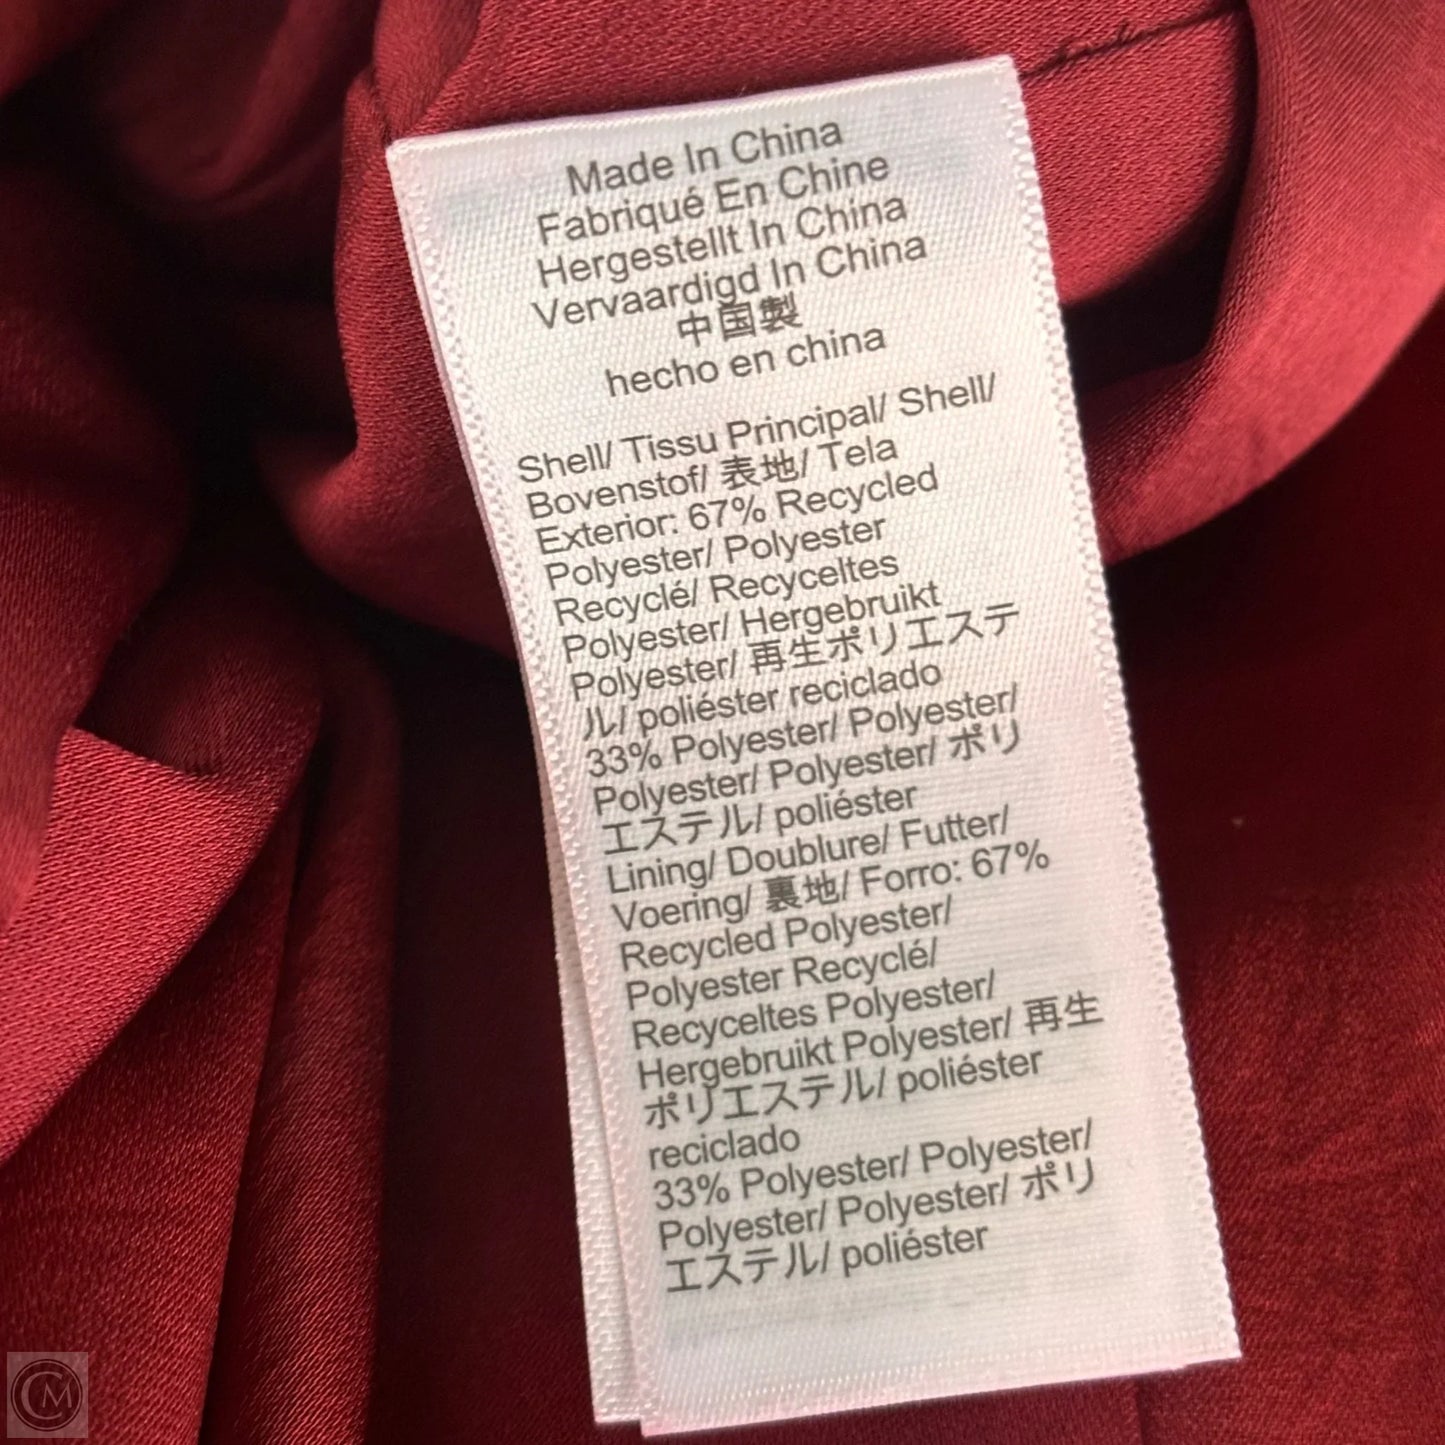 Made In China
Fabriqué En Chine
Hergestellt In China
Vervaardigd In China
中国製
hecho en china
Shell/ Tissu Principal/ Shell/
Bovenstof/ 表地/ Tela
Exterior: 67% Recycled
Polyester/ Polyester
Recyclé/ Recyceltes
Polyester/ Hergebruikt
Polyester/ 再生ポリエステ
ル/ poliéster reciclado
33% Polyester/ Polyester/
Polyester/ Polyester/ ポリ
エステル/ poliéster
Lining/ Doublure/ Futter/
Voering/ 裏地/ Forro: 67%
Recycled Polyester/
Polyester Recyclé/
Recyceltes Polyester/
Hergebruikt Polyester/ 再生
ポリエステル/ poliéster
reciclado
33% Polyester/ Polyester/
Polyester/ Polyester/ ポリ
エステル/ poliéster
CM